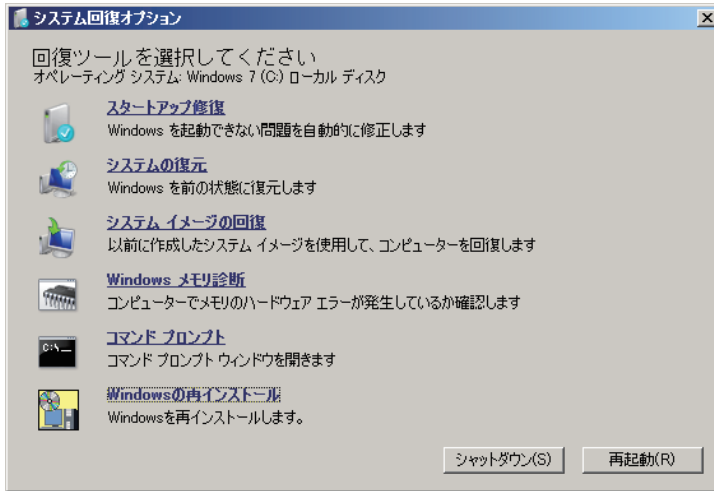 システム回復オプション
回復ツールを選択してください
オペレーティング システム: Windows 7 (C:) ローカル ディスク
スタートアップ修復
Windows を起動できない問題を自動的に修正します
システムの復元
Windows を前の状態に復元します
システム イメージの回復
以前に作成したシステム イメージを使用して、コンピューターを回復します
Windows メモリ診断
コンピューターでメモリのハードウェア エラーが発生しているか確認します
C:\_
コマンド プロンプト
コマンド プロンプト ウィンドウを開きます
Windowsの再インストール
Windowsを再インストールします。
シャットダウン(S)
再起動(R)